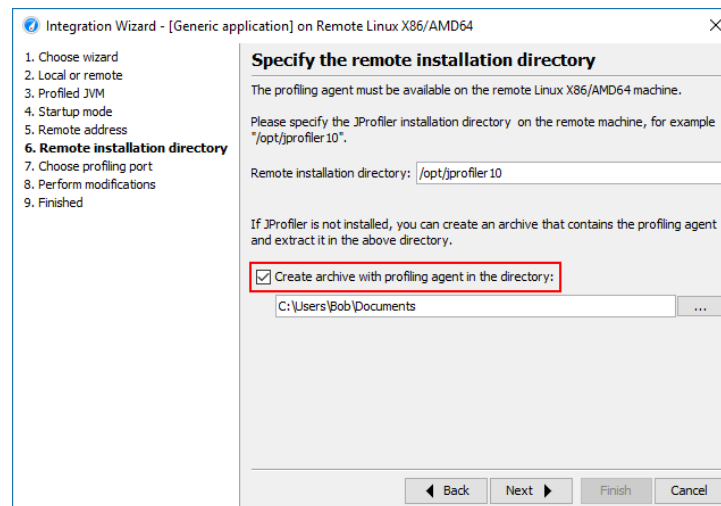 Integration Wizard - [Generic application] on Remote Linux X86/AMD64
1. Choose wizard
2. Local or remote
3. Profiled JVM
4. Startup mode
5. Remote address
6. Remote installation directory
7. Choose profiling port
8. Perform modifications
9. Finished
Specify the remote installation directory
The profiling agent must be available on the remote Linux X86/AMD64 machine.
Please specify the JProfiler installation directory on the remote machine, for example
"/opt/jprofiler10".
Remote installation directory: /opt/jprofiler10
If JProfiler is not installed, you can create an archive that contains the profiling agent
and extract it in the above directory.
Create archive with profiling agent in the directory:
C:\Users\Bob\Documents ...
Back Next Finish Cancel